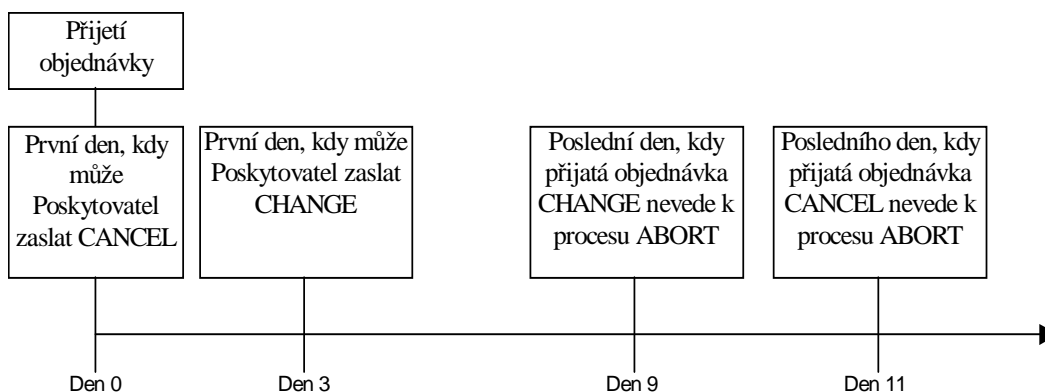 Přijetí
objednávky
První den, kdy
může
Poskytovatel
zaslat CANCEL
První den, kdy může
Poskytovatel zaslat
CHANGE
Poslední den, kdy
přijatá objednávka
CHANGE nevede k
procesu ABORT
Posledního den, kdy
přijatá objednávka
CANCEL nevede k
procesu ABORT
Den 0
Den 3
Den 9
Den 11